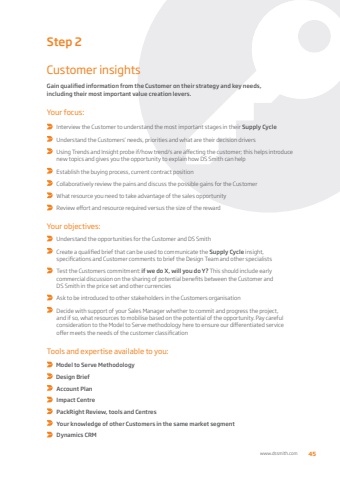 Step 2
Customer insights
Gain qualified information from the Customer on their strategy and key needs,
including their most important value creation levers.
Your focus:
Interview the Customer to understand the most important stages in their Supply Cycle
Understand the Customers' needs, priorities and what are their decision drivers
Using Trends and Insight probe if/how trend/s are affecting the customer; this helps introduce
new topics and gives you the opportunity to explain how DS Smith can help
Establish the buying process, current contract position
Collaboratively review the pains and discuss the possible gains for the Customer
What resource you need to take advantage of the sales opportunity
Review effort and resource required versus the size of the reward
Your objectives:
Understand the opportunities for the Customer and DS Smith
Create a qualified brief that can be used to communicate the Supply Cycle insight,
specifications and Customer comments to brief the Design Team and other specialists
Test the Customers commitment if we do X, will you do Y? This should include early
commercial discussion on the sharing of potential benefits between the Customer and
DS Smith in the price set and other currencies
Ask to be introduced to other stakeholders in the Customers organisation
Decide with support of your Sales Manager whether to commit and progress the project,
and if so, what resources to mobilise based on the potential of the opportunity. Pay careful
consideration to the Model to Serve methodology here to ensure our differentiated service
offer meets the needs of the customer classification
Tools and expertise available to you:
Model to Serve Methodology
Design Brief
Account Plan
Impact Centre
PackRight Review, tools and Centres
Your knowledge of other Customers in the same market segment
Dynamics CRM
www.dssmith.com 45